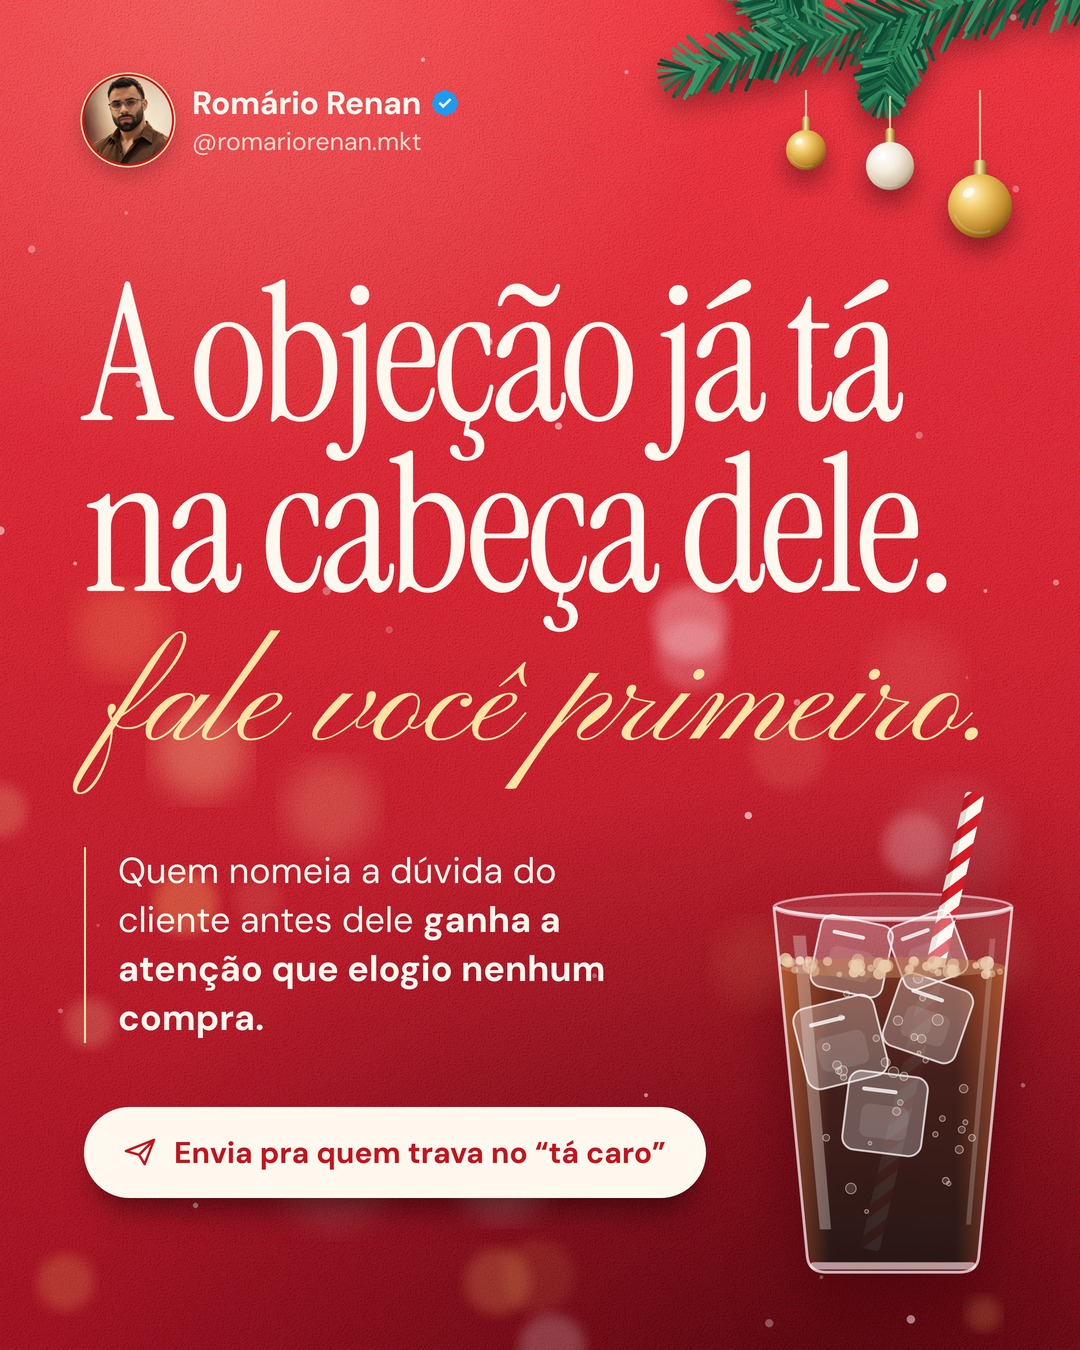 Romário Renan
@romariorenan.mkt
A objeção já tá
na cabeça dele.
fale você primeiro.
Quem nomeia a dúvida do
cliente antes dele ganha a
atenção que elogio nenhum
compra.
Envia pra quem trava no “tá caro”